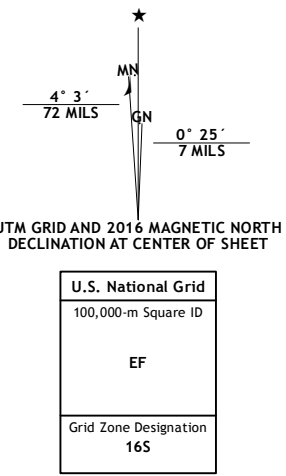 ★
MN
4° 3´
72 MILS
GN
0° 25´
7 MILS
UTM GRID AND 2016 MAGNETIC NORTH
DECLINATION AT CENTER OF SHEET
U.S. National Grid
100,000-m Square ID
EF
Grid Zone Designation
16S